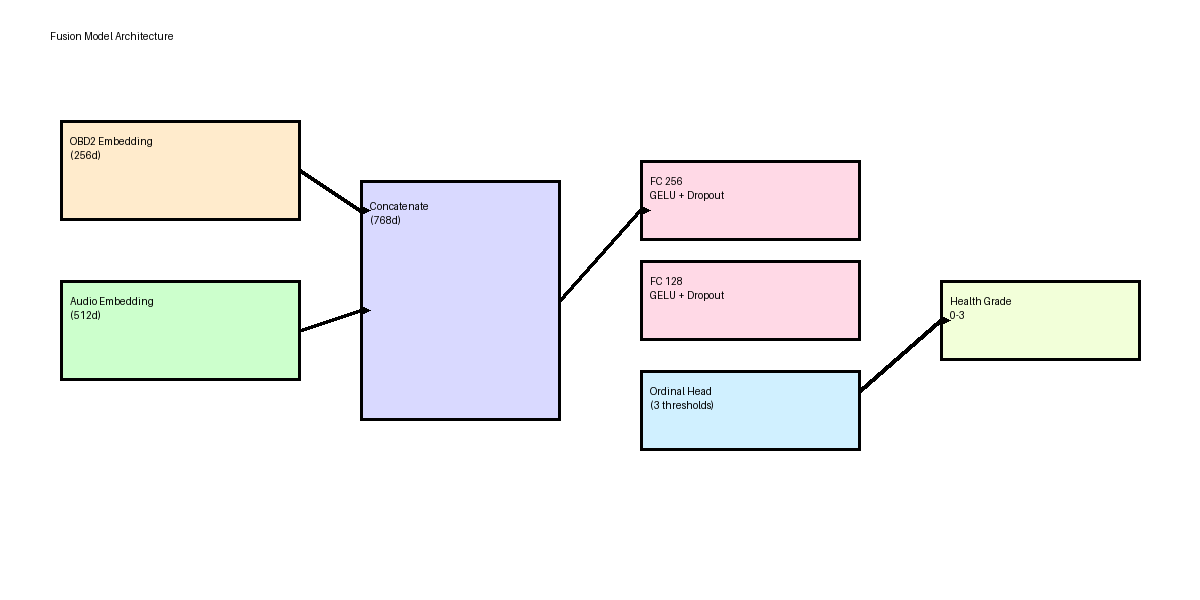 Fusion Model Architecture
OBD2 Embedding
(256d)
Audio Embedding
(512d)
Concatenate
(768d)
FC 256
GELU + Dropout
FC 128
GELU + Dropout
Ordinal Head
(3 thresholds)
Health Grade
0-3